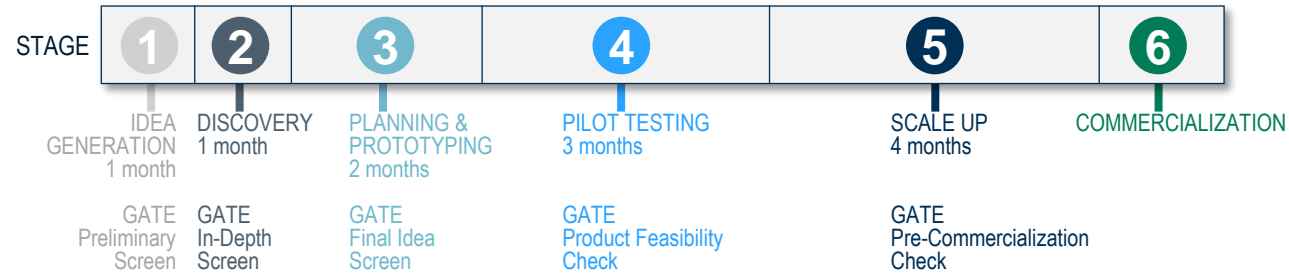 STAGE
1
2
3
4
5
6
IDEA
GENERATION
1 month
DISCOVERY
1 month
PLANNING &
PROTOTYPING
2 months
PILOT TESTING
3 months
SCALE UP
4 months
COMMERCIALIZATION
GATE
Preliminary
Screen
GATE
In-Depth
Screen
GATE
Final Idea
Screen
GATE
Product Feasibility
Check
GATE
Pre-Commercialization
Check